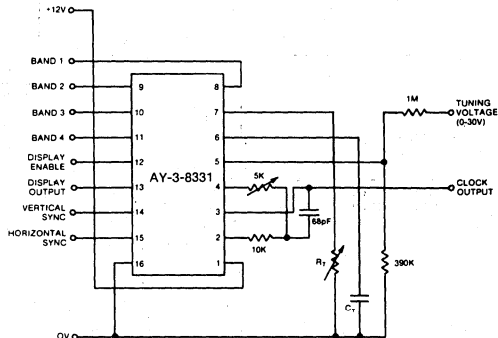 +12V
BAND 1
BAND 2
BAND 3
BAND 4
DISPLAY
ENABLE
DISPLAY
OUTPUT
VERTICAL
SYNC
HORIZONTAL
SYNC
0V
9
10
11
12
13
14
15
16
AY-3-8331
8
7
6
5
4
3
2
1
5K
10K
68pF
RT
CT
390K
1M
TUNING
VOLTAGE
(0-30V)
CLOCK
OUTPUT